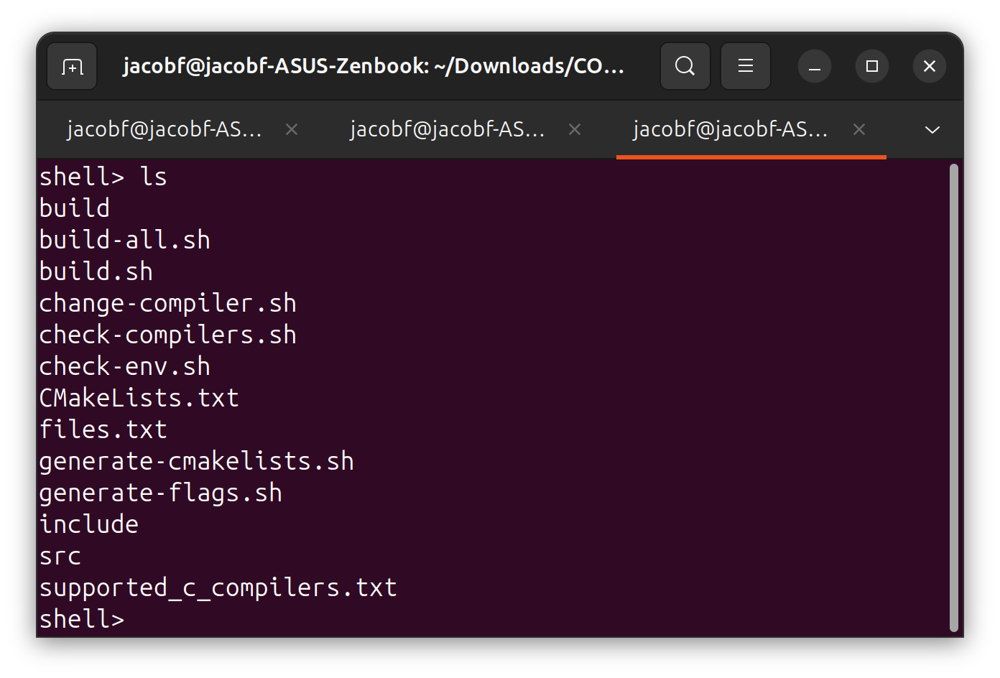 jacobf@jacobf-ASUS-Zenbook: ~/Downloads/CO...
jacobf@jacobf-AS... jacobf@jacobf-AS... jacobf@jacobf-AS...
shell> ls
build
build-all.sh
build.sh
change-compiler.sh
check-compilers.sh
check-env.sh
CMakeLists.txt
files.txt
generate-cmakelists.sh
generate-flags.sh
include
src
supported_c_compilers.txt
shell>